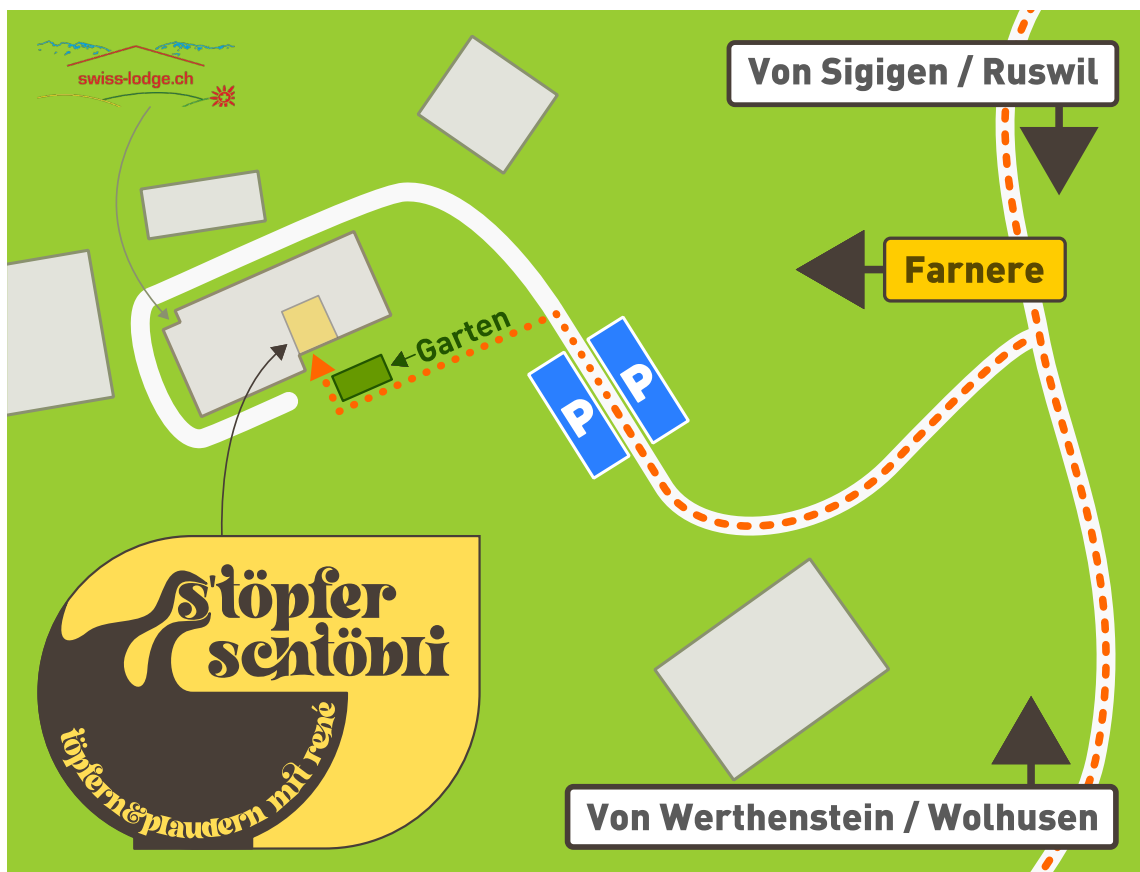 swiss-lodge.ch
Von Sigigen / Ruswil
Farnere
Garten
P
P
s'töpfer
schtöbli
töpfern&plaudern mit rené
Von Werthenstein / Wolhusen